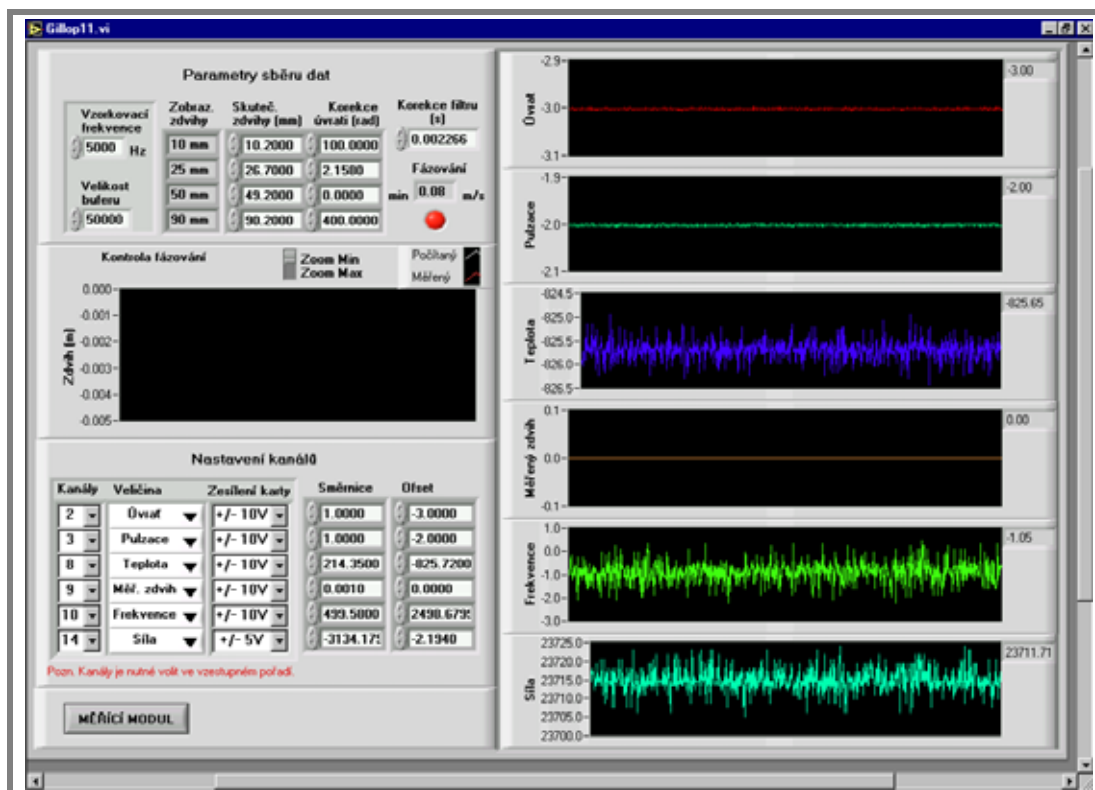 Gillop11.vi
Parametry sběru dat
Vzorkovací frekvence
5000 Hz
Velikost buferu
50000
Zobraz. zdvihy
Skuteč. zdvihy [mm]
Korekce úvrati [rad]
10 mm 10.2000 100.0000
25 mm 26.7000 2.1580
50 mm 49.2000 0.0000
90 mm 90.2000 400.0000
Korekce filtru [s]
0.002266
Fázování
min 0.08 m/s
Kontrola fázování
Zoom Min
Zoom Max
Počítaný
Měřený
Zdvih [m]
0.000
-0.001
-0.002
-0.003
-0.004
-0.005
Nastavení kanálů
Kanály Veličina Zesílení karty Směrnice Ofset
2 Úvrať +/- 10V 1.0000 -3.0000
3 Pulzace +/- 10V 1.0000 -2.0000
8 Teplota +/- 10V 214.3500 -825.7200
9 Měř. zdvih +/- 10V 0.0010 0.0000
10 Frekvence +/- 10V 499.5800
14 Síla +/- 5V -2.1940
Pozn. Kanály je nutné volit ve vzestupném pořadí.
MĚŘÍCÍ MODUL
Úvrať
-2.9
-3.0
-3.1
-3.00
Pulzace
-1.9
-2.0
-2.1
-2.00
Teplota
-824.5
-825.0
-825.5
-826.0
-826.5
-825.65
Měřený zdvih
0.1
0.0
-0.1
0.00
Frekvence
1.0
0.0
-1.0
-2.0
-3.0
-1.05
Síla
23725.0
23720.0
23715.0
23710.0
23705.0
23700.0
23711.71